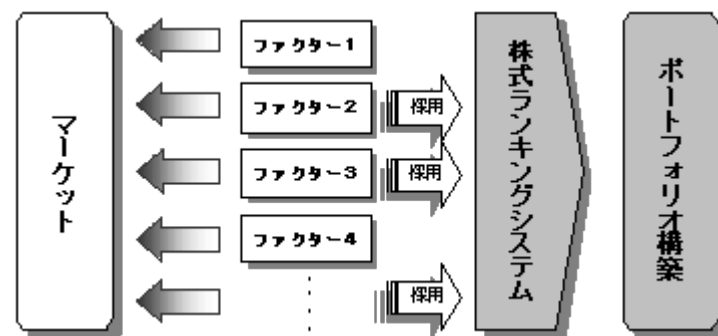 マーケット
ファクター1
ファクター2
ファクター3
ファクター4
採用
採用
採用
株式ランキングシステム
ポートフォリオ構築